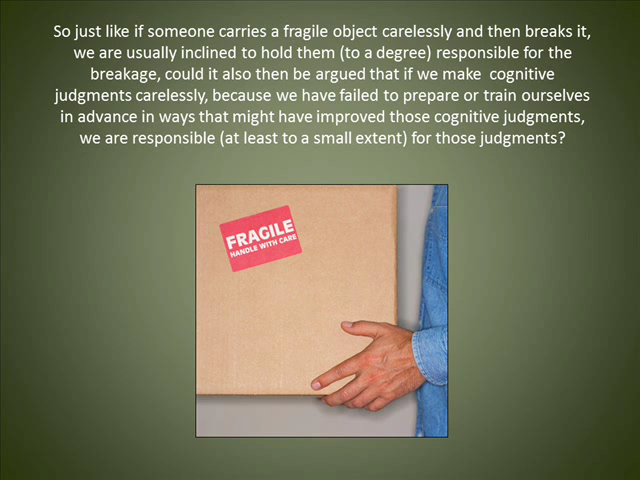 So just like if someone carries a fragile object carelessly and then breaks it,
we are usually inclined to hold them (to a degree) responsible for the
breakage, could it also then be argued that if we make cognitive
judgments carelessly, because we have failed to prepare or train ourselves
in advance in ways that might have improved those cognitive judgments,
we are responsible (at least to a small extent) for those judgments?
FRAGILE
HANDLE WITH CARE